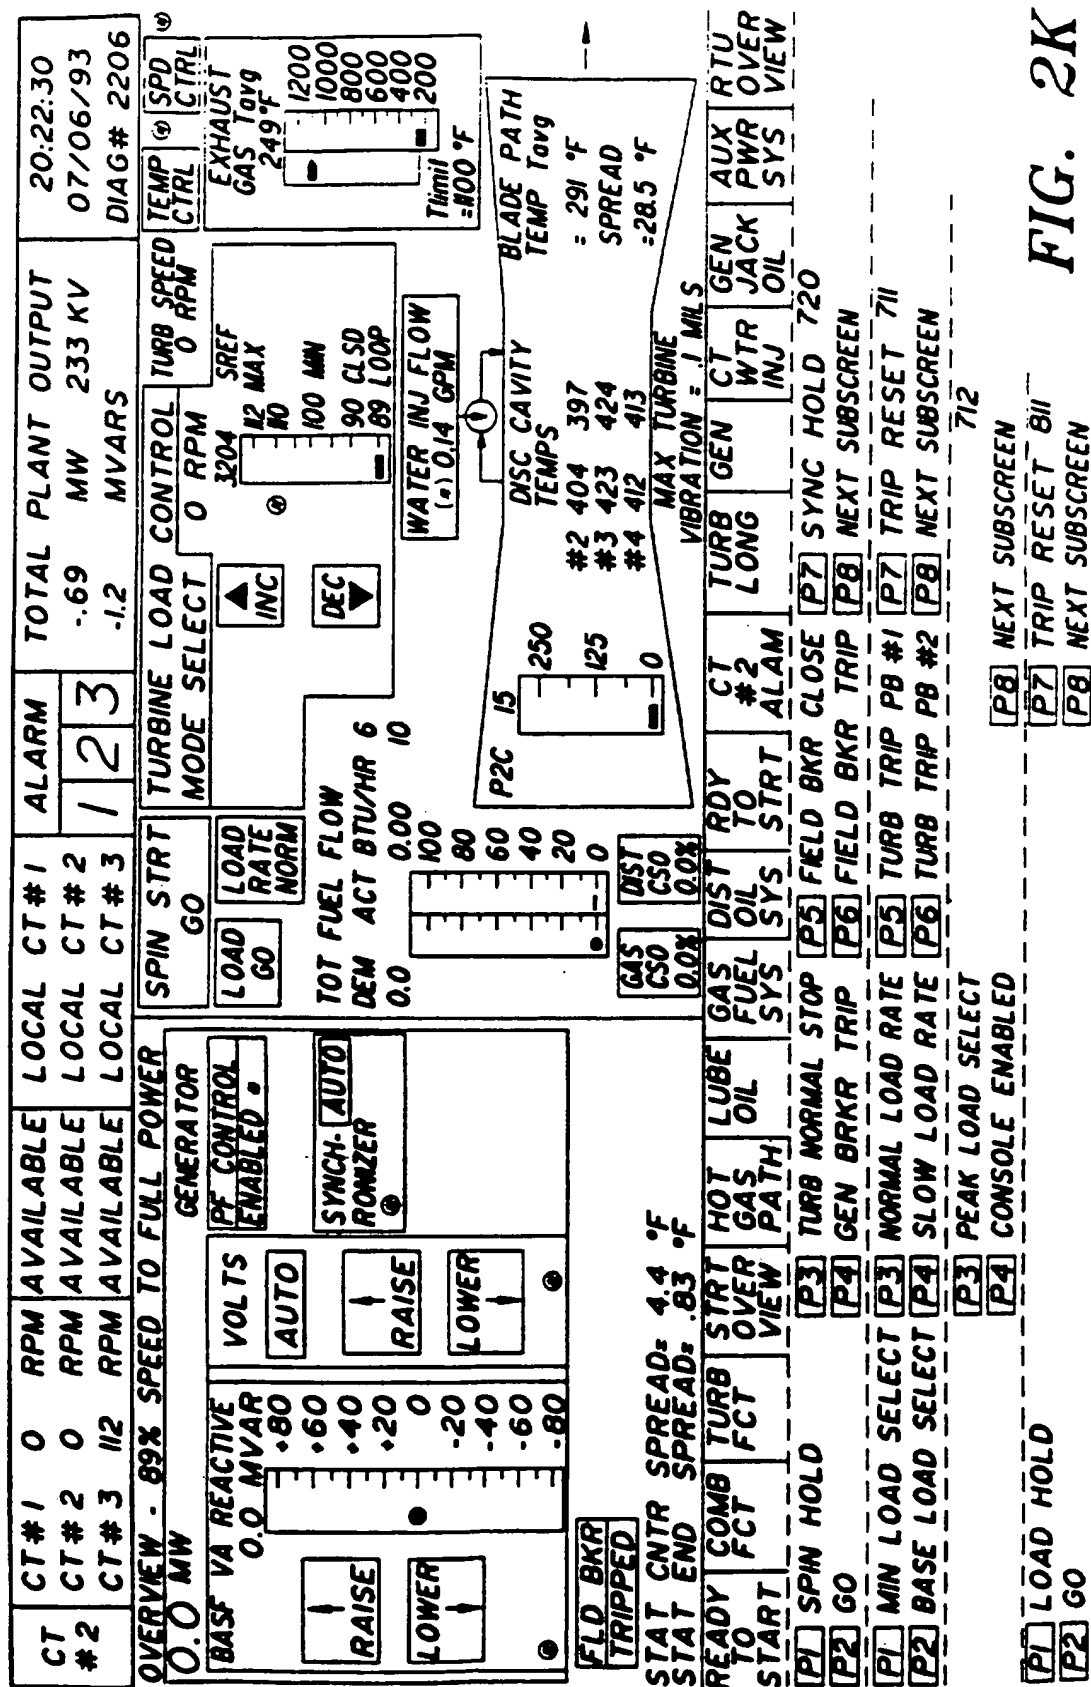 CT #2
CT#1 0 RPM AVAILABLE LOCAL CT#1
CT#2 0 RPM AVAILABLE LOCAL CT#2
CT#3 112 RPM AVAILABLE LOCAL CT#3
ALARM
1 2 3
TOTAL PLANT OUTPUT
-.69 MW 233 KV
-1.2 MVARS
20:22:30
07/06/93
DIAG# 2206
OVERVIEW - 89% SPEED TO FULL POWER
0.0 MW
GENERATOR
BASF VA REACTIVE
0.0 MVAR
+80
+60
+40
+20
0
-20
-40
-60
-80
RAISE
LOWER
VOLTS
AUTO
RAISE
LOWER
PF CONTROL
ENABLED
SYNCH-
RONIZER
AUTO
FLD BKR
TRIPPED
STAT CNTR SPREAD= 4.4 °F
STAT END SPREAD= .83 °F
SPIN STRT
GO
LOAD
GO
LOAD
RATE
NORM
TOT FUEL FLOW
DEM ACT BTU/HR 6
0.0 0.00 10
100
80
60
40
20
0
GAS
CSO
0.0%
DIST
CSO
0.0%
TURBINE LOAD CONTROL
MODE SELECT 0 RPM
INC
DEC
3204 SREF
112 MAX
110
100 MIN
90 CLSD
89 LOOP
TURB SPEED
0 RPM
TEMP
CTRL
SPD
CTRL
EXHAUST
GAS Tavg
249°F
1200
1000
800
600
400
200
Tlimil
=1100 °F
WATER INJ FLOW
0.14 GPM
P2C 15
250
125
0
DISC CAVITY
TEMPS
#2 404 397
#3 423 424
#4 412 413
MAX TURBINE
VIBRATION = .1 MILS
BLADE PATH
TEMP Tavg
= 291 °F
SPREAD
=28.5 °F
READY TO START
COMB FCT
TURB FCT
STRT OVER VIEW
HOT GAS PATH
LUBE OIL
GAS FUEL SYS
DIST OIL SYS
RDY TO STRT
CT #2 ALAM
TURB LONG
GEN
CT WTR INJ
GEN JACK OIL
AUX PWR SYS
RTU OVER VIEW
P1 SPIN HOLD P3 TURB NORMAL STOP P5 FIELD BKR CLOSE P7 SYNC HOLD 720
P2 GO P4 GEN BRKR TRIP P6 FIELD BKR TRIP P8 NEXT SUBSCREEN
P1 MIN LOAD SELECT P3 NORMAL LOAD RATE P5 TURB TRIP PB #1 P7 TRIP RESET 711
P2 BASE LOAD SELECT P4 SLOW LOAD RATE P6 TURB TRIP PB #2 P8 NEXT SUBSCREEN
P3 PEAK LOAD SELECT 712
P4 CONSOLE ENABLED P8 NEXT SUBSCREEN
P1 LOAD HOLD P7 TRIP RESET 811
P2 GO P8 NEXT SUBSCREEN
FIG. 2K